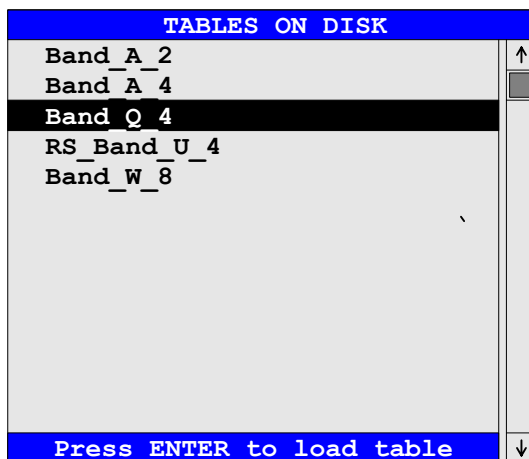 TABLES ON DISK
Band_A_2
Band_A_4
Band_Q_4
RS_Band_U_4
Band_W_8
Press ENTER to load table